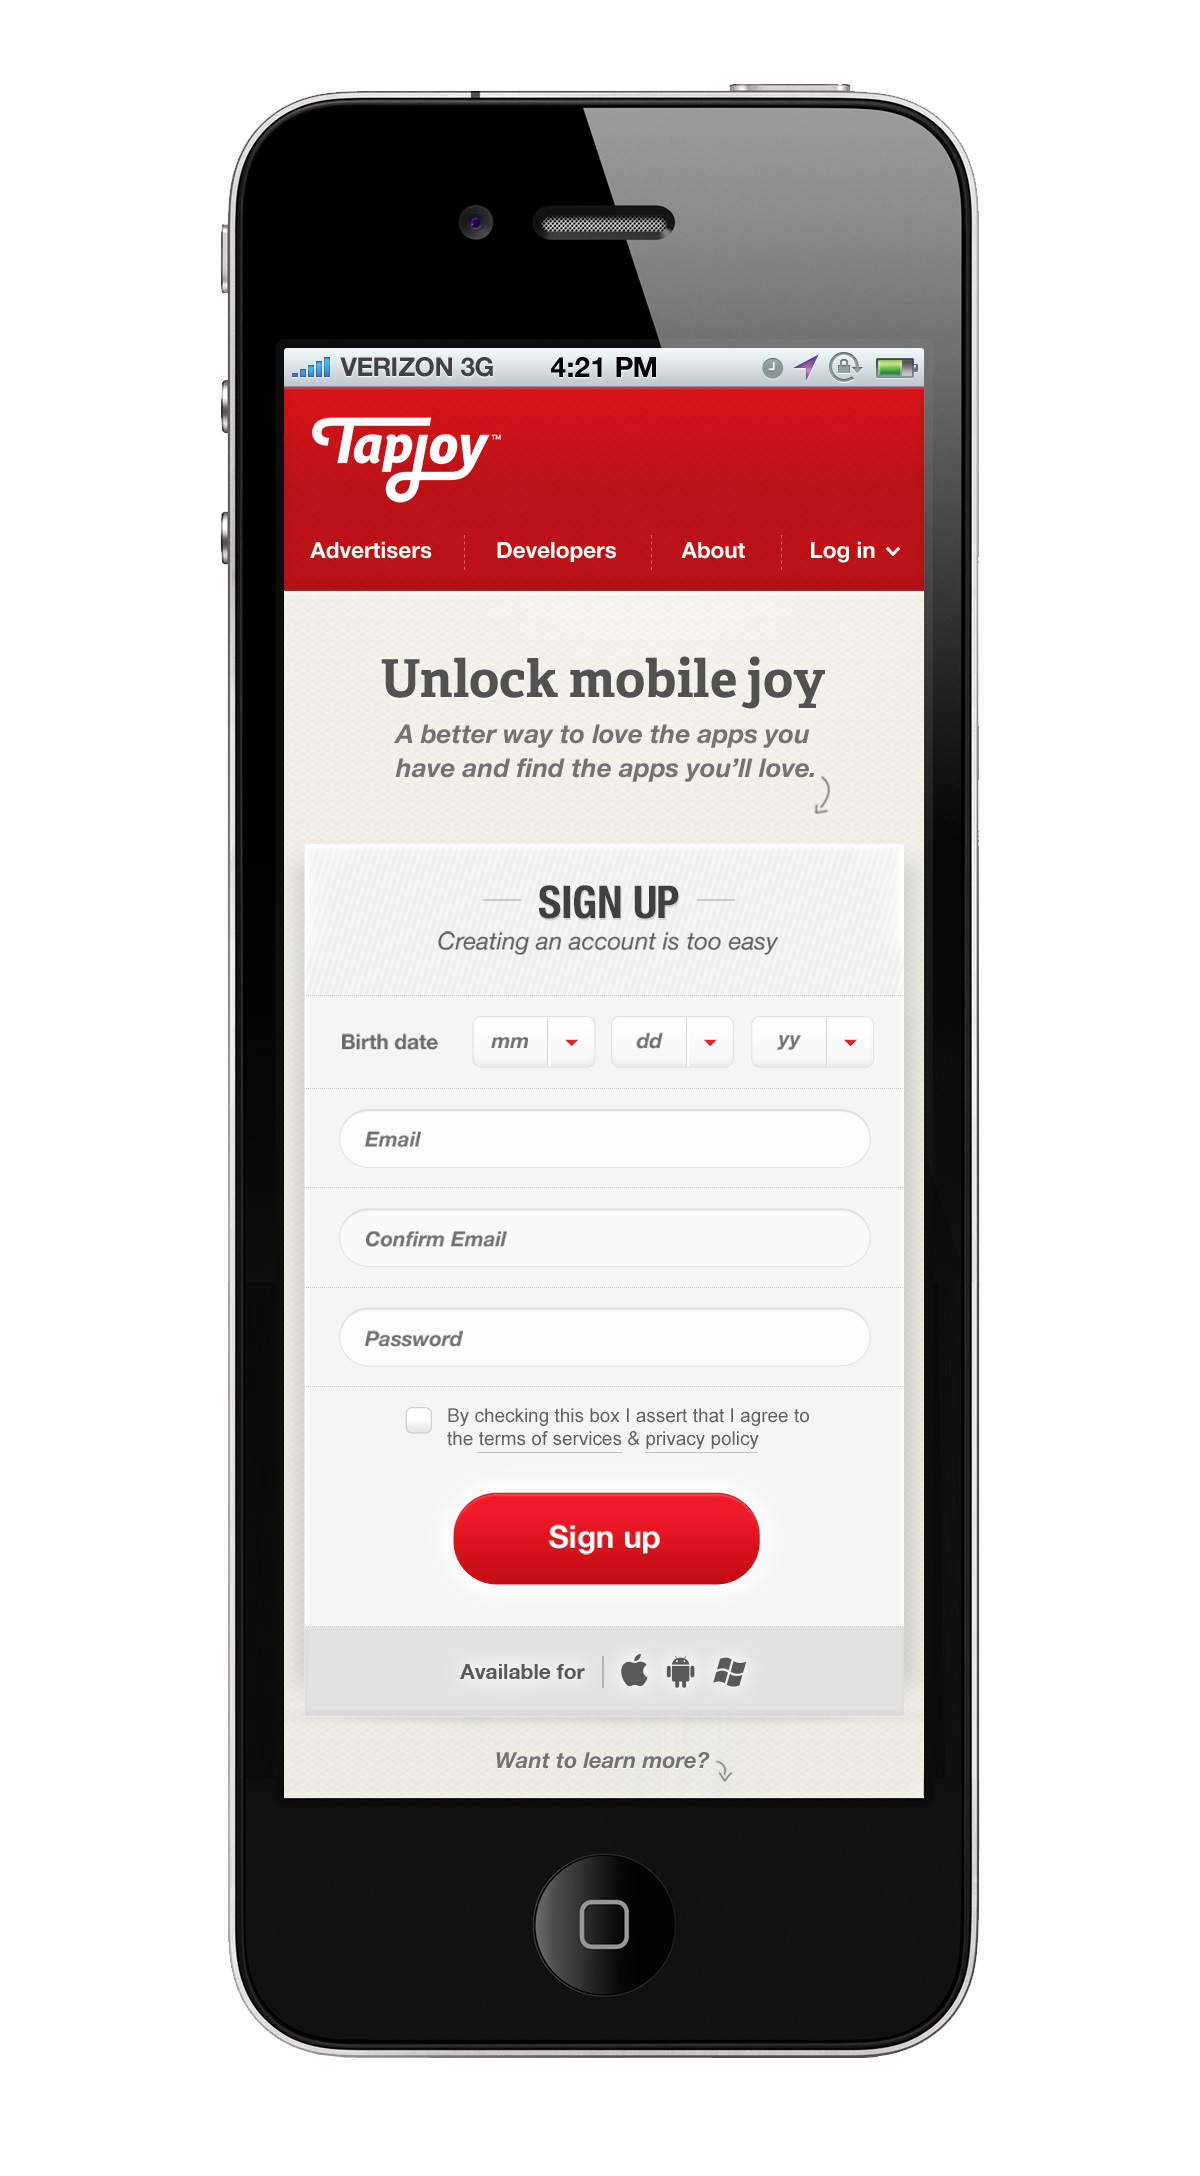 VERIZON 3G 4:21 PM
Tapjoy™
Advertisers Developers About Log in
Unlock mobile joy
A better way to love the apps you
have and find the apps you’ll love.
SIGN UP
Creating an account is too easy
Birth date mm dd yy
Email
Confirm Email
Password
By checking this box I assert that I agree to
the terms of services & privacy policy
Sign up
Available for
Want to learn more?